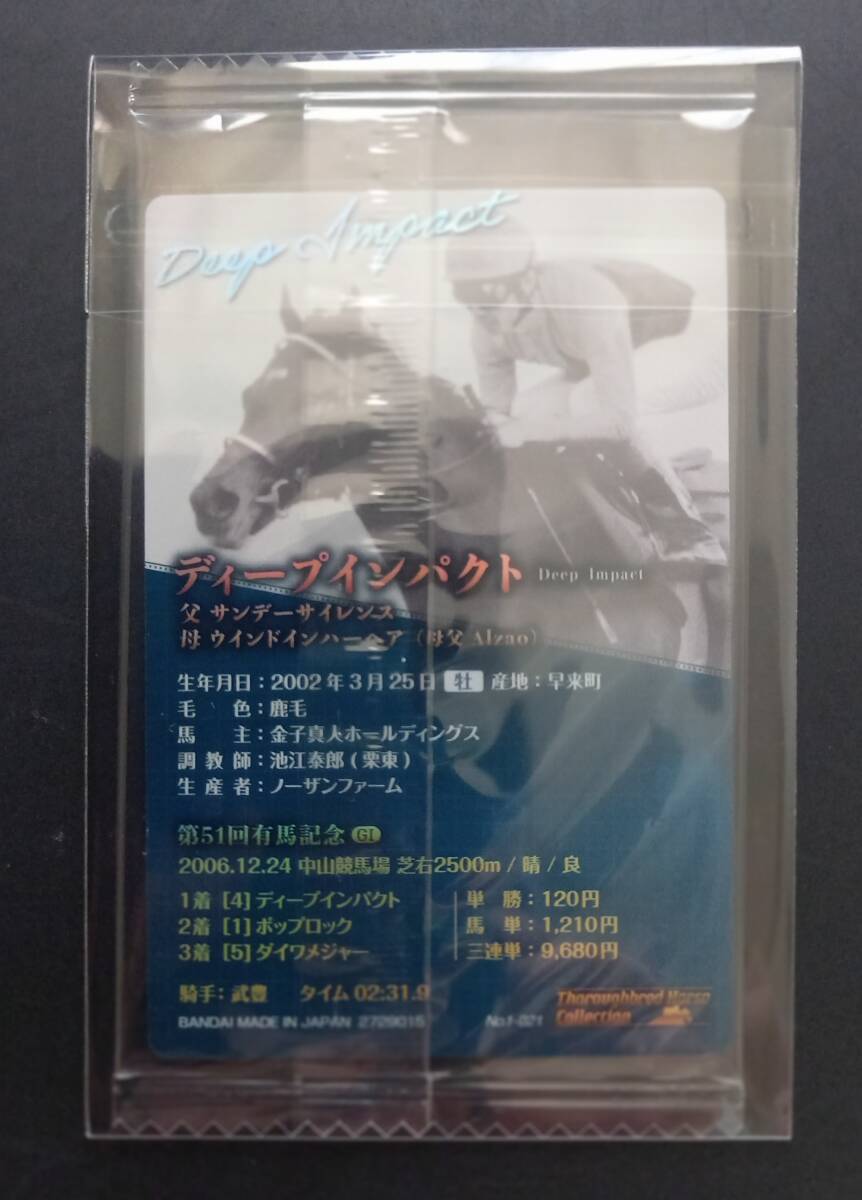 Deep Impact
ディープインパクト Deep Impact
父 サンデーサイレンス
母 ウインドインハーヘア (母父 Alzao)
生年月日:2002年3月25日 牡 産地:早来町
毛 色:鹿毛
馬 主:金子真人ホールディングス
調教師:池江泰郎(栗東)
生産者:ノーザンファーム
第51回有馬記念 GI
2006.12.24 中山競馬場 芝右2500m / 晴 / 良
1着 [4] ディープインパクト 単 勝:120円
2着 [1] ポップロック 馬 単:1,210円
3着 [5] ダイワメジャー 三連単:9,680円
騎手:武豊 タイム 02:31.9
BANDAI MADE IN JAPAN 2729015 No.1-021
Thoroughbred Horse
Collection